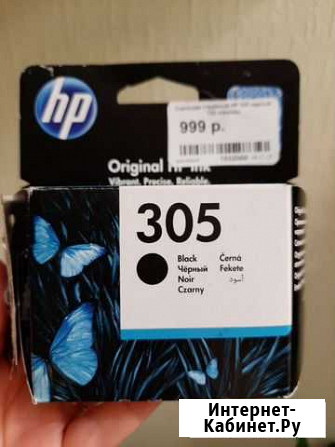 hp
999 р.
Original HP Ink
Vibrant. Precise. Reliable.
305
Black Černá
Чёрный Fekete
Noir أسود
Czarny
Интернет-
Кабинет.Ру